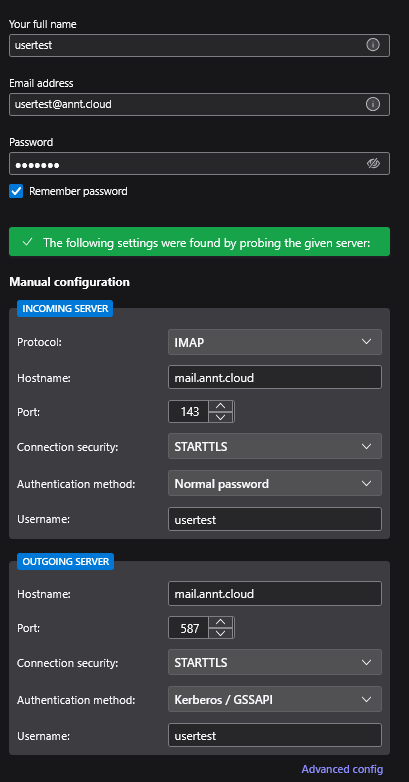 Your full name
usertest
Email address
usertest@annt.cloud
Password
•••••••
Remember password
The following settings were found by probing the given server:
Manual configuration
INCOMING SERVER
Protocol: IMAP
Hostname: mail.annt.cloud
Port: 143
Connection security: STARTTLS
Authentication method: Normal password
Username: usertest
OUTGOING SERVER
Hostname: mail.annt.cloud
Port: 587
Connection security: STARTTLS
Authentication method: Kerberos / GSSAPI
Username: usertest
Advanced config